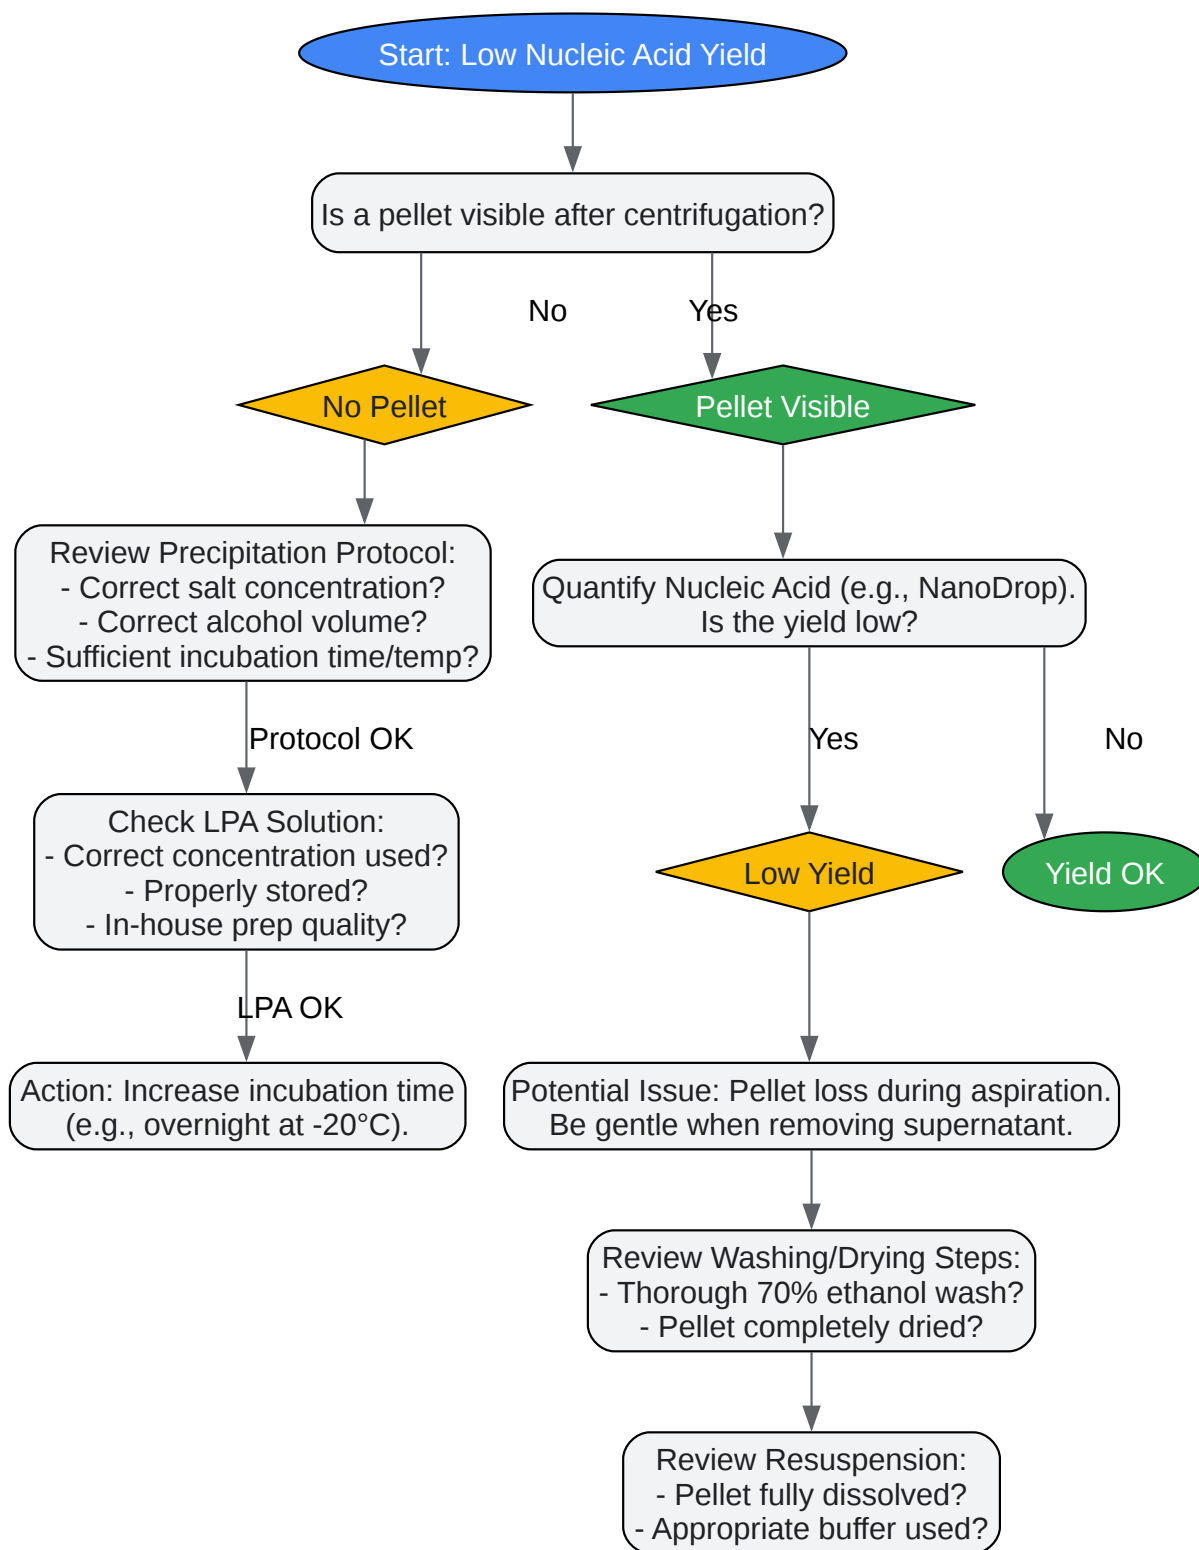 Start: Low Nucleic Acid Yield
Is a pellet visible after centrifugation?
No
Yes
No Pellet
Pellet Visible
Review Precipitation Protocol:
- Correct salt concentration?
- Correct alcohol volume?
- Sufficient incubation time/temp?
Quantify Nucleic Acid (e.g., NanoDrop).
Is the yield low?
Protocol OK
Yes
No
Check LPA Solution:
- Correct concentration used?
- Properly stored?
- In-house prep quality?
Low Yield
Yield OK
LPA OK
Action: Increase incubation time
(e.g., overnight at -20°C).
Potential Issue: Pellet loss during aspiration.
Be gentle when removing supernatant.
Review Washing/Drying Steps:
- Thorough 70% ethanol wash?
- Pellet completely dried?
Review Resuspension:
- Pellet fully dissolved?
- Appropriate buffer used?